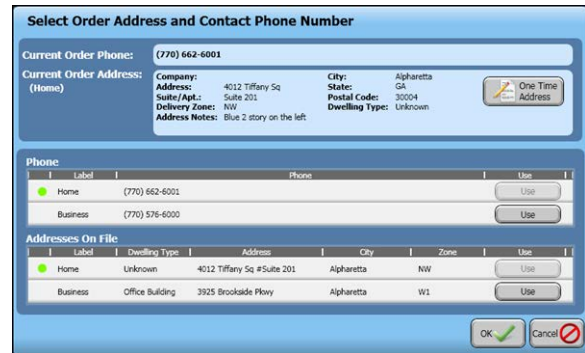 Select Order Address and Contact Phone Number
Current Order Phone: (770) 662-6001
Current Order Address:
(Home)
Company:
Address: 4012 Tiffany Sq
Suite/Apt.: Suite 201
Delivery Zone: NW
Address Notes: Blue 2 story on the left
City: Alpharetta
State: GA
Postal Code: 30004
Dwelling Type: Unknown
One Time
Address
Phone
Label Phone Use
Home (770) 662-6001 Use
Business (770) 576-6000 Use
Addresses On File
Label Dwelling Type Address City Zone Use
Home Unknown 4012 Tiffany Sq #Suite 201 Alpharetta NW Use
Business Office Building 3925 Brookside Pkwy Alpharetta W1 Use
OK Cancel